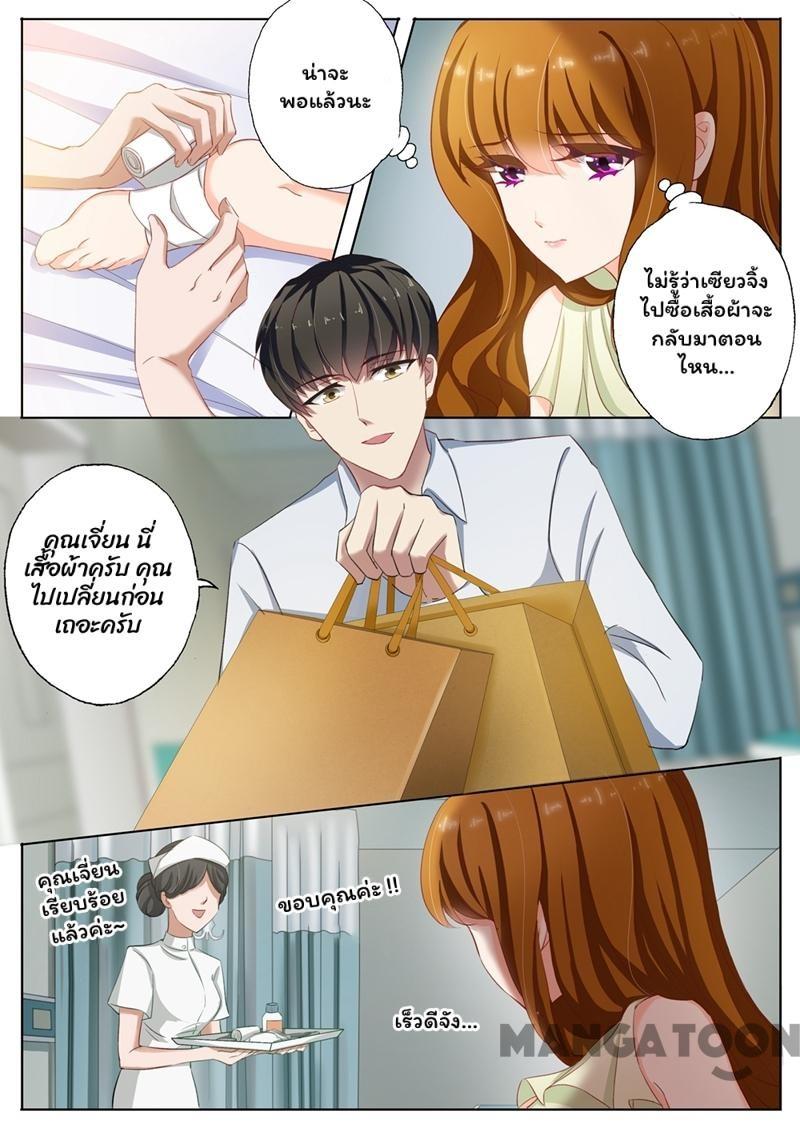 น่าจะ
พอแล้วนะ
ไม่รู้ว่าเซียวจิ้ง
ไปซื้อเสื้อผ้าจะ
กลับมาตอน
ไหน...
คุณเจี่ยน นี่
เสื้อผ้าครับ คุณ
ไปเปลี่ยนก่อน
เถอะครับ
คุณเจี่ยน
เรียบร้อย
แล้วค่ะ~
ขอบคุณค่ะ !!
เร็วดีจัง...
MANGATOON